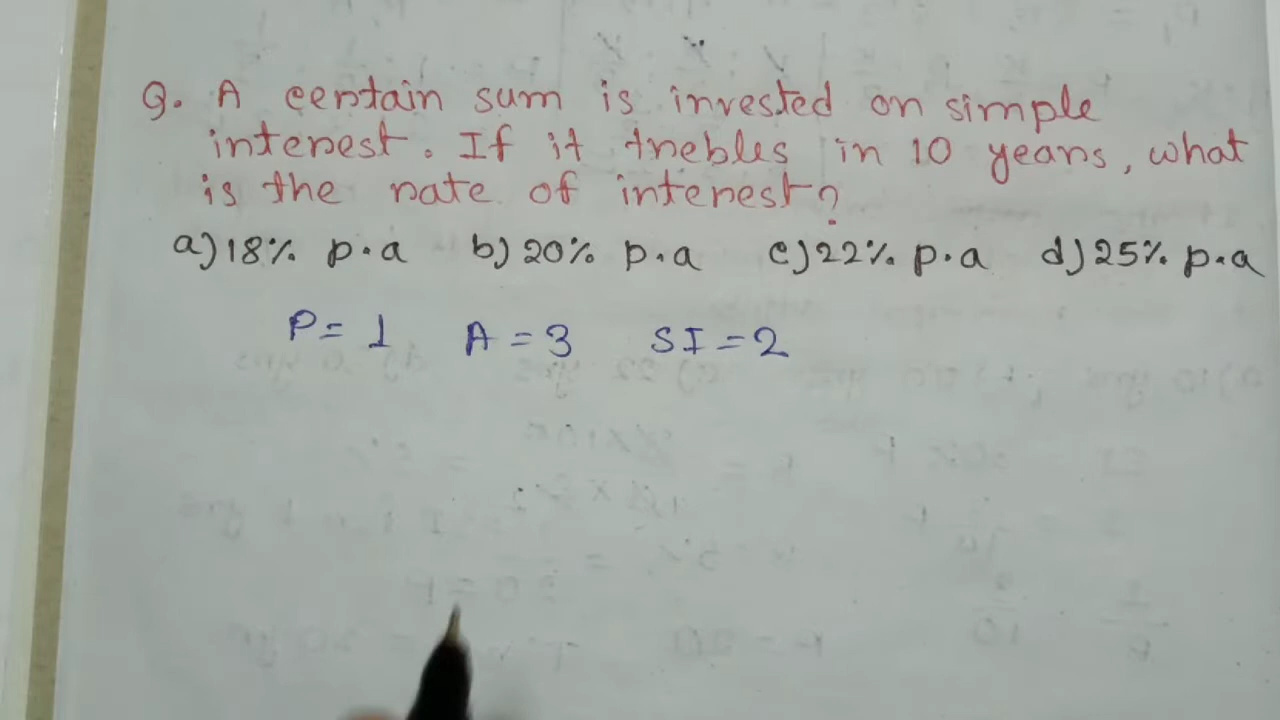 Q. A certain sum is invested on simple
interest. If it trebles in 10 years, what
is the rate of interest?
a) 18% p.a b) 20% p.a c) 22% p.a d) 25% p.a
P = 1 A = 3 SI = 2